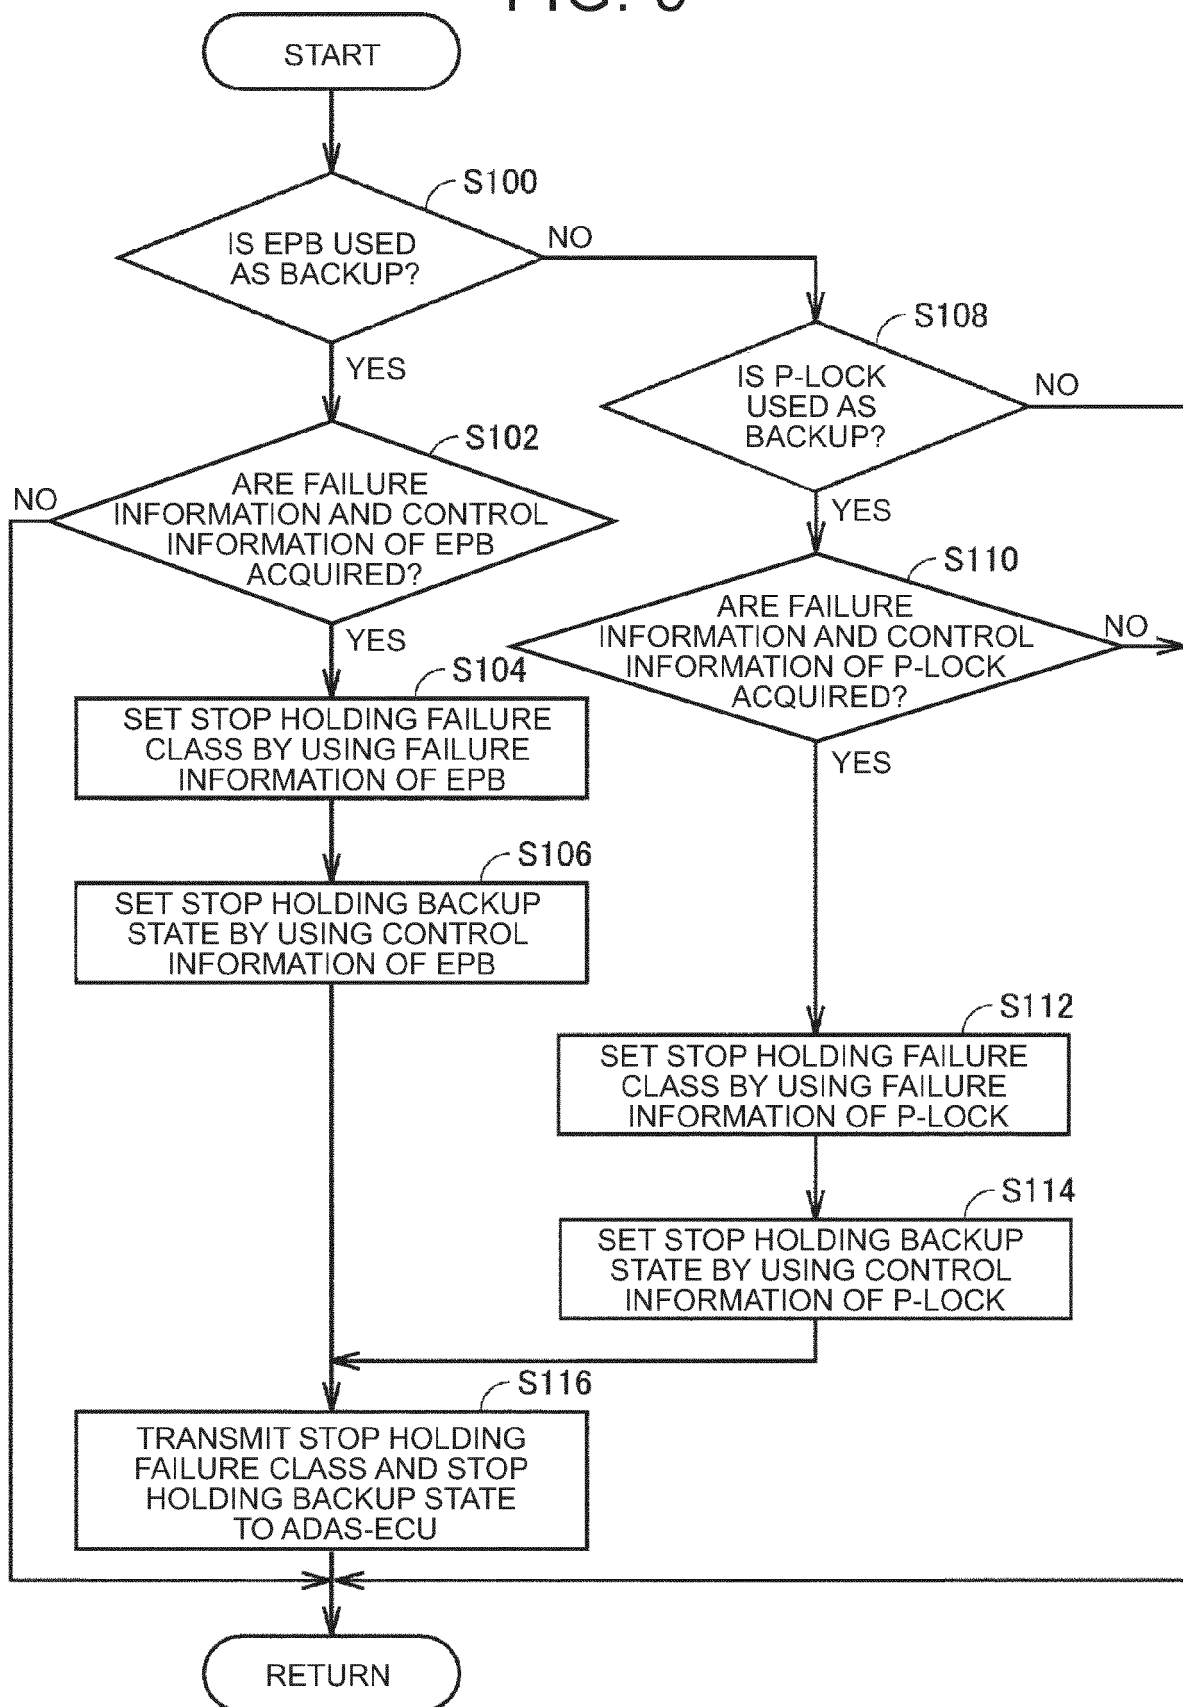 START
S100
IS EPB USED
AS BACKUP?
NO
YES
S108
IS P-LOCK
USED AS
BACKUP?
NO
YES
S102
ARE FAILURE
INFORMATION AND CONTROL
INFORMATION OF EPB
ACQUIRED?
NO
YES
S110
ARE FAILURE
INFORMATION AND CONTROL
INFORMATION OF P-LOCK
ACQUIRED?
NO
YES
S104
SET STOP HOLDING FAILURE
CLASS BY USING FAILURE
INFORMATION OF EPB
S106
SET STOP HOLDING BACKUP
STATE BY USING CONTROL
INFORMATION OF EPB
S112
SET STOP HOLDING FAILURE
CLASS BY USING FAILURE
INFORMATION OF P-LOCK
S114
SET STOP HOLDING BACKUP
STATE BY USING CONTROL
INFORMATION OF P-LOCK
S116
TRANSMIT STOP HOLDING
FAILURE CLASS AND STOP
HOLDING BACKUP STATE
TO ADAS-ECU
RETURN